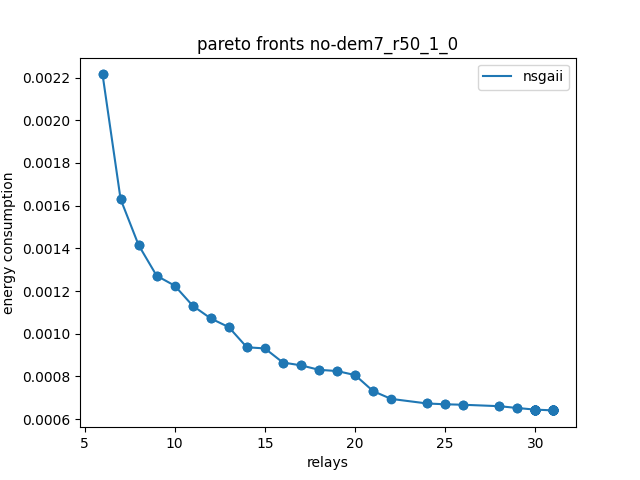 pareto fronts no-dem7_r50_1_0
nsgaii
0.0022
0.0020
0.0018
0.0016
0.0014
0.0012
0.0010
0.0008
0.0006
energy consumption
5 10 15 20 25 30
relays